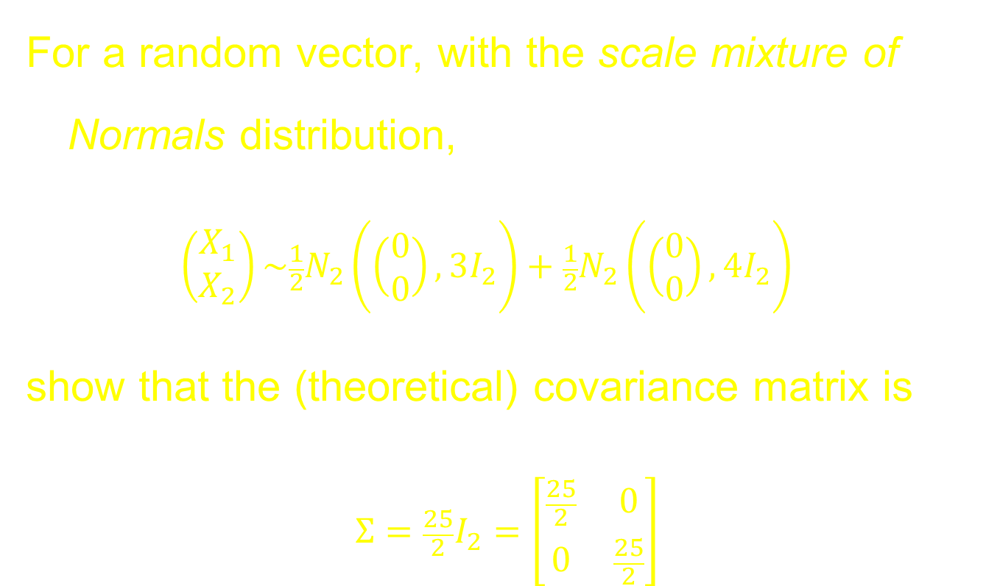 For a random vector, with the scale mixture of
Normals distribution,
$\begin{pmatrix} X_1 \\ X_2 \end{pmatrix} \sim \frac{1}{2} N_2 \left( \begin{pmatrix} 0 \\ 0 \end{pmatrix}, 3I_2 \right) + \frac{1}{2} N_2 \left( \begin{pmatrix} 0 \\ 0 \end{pmatrix}, 4I_2 \right)$
show that the (theoretical) covariance matrix is
$\Sigma = \frac{25}{2} I_2 = \begin{bmatrix} \frac{25}{2} & 0 \\ 0 & \frac{25}{2} \end{bmatrix}$